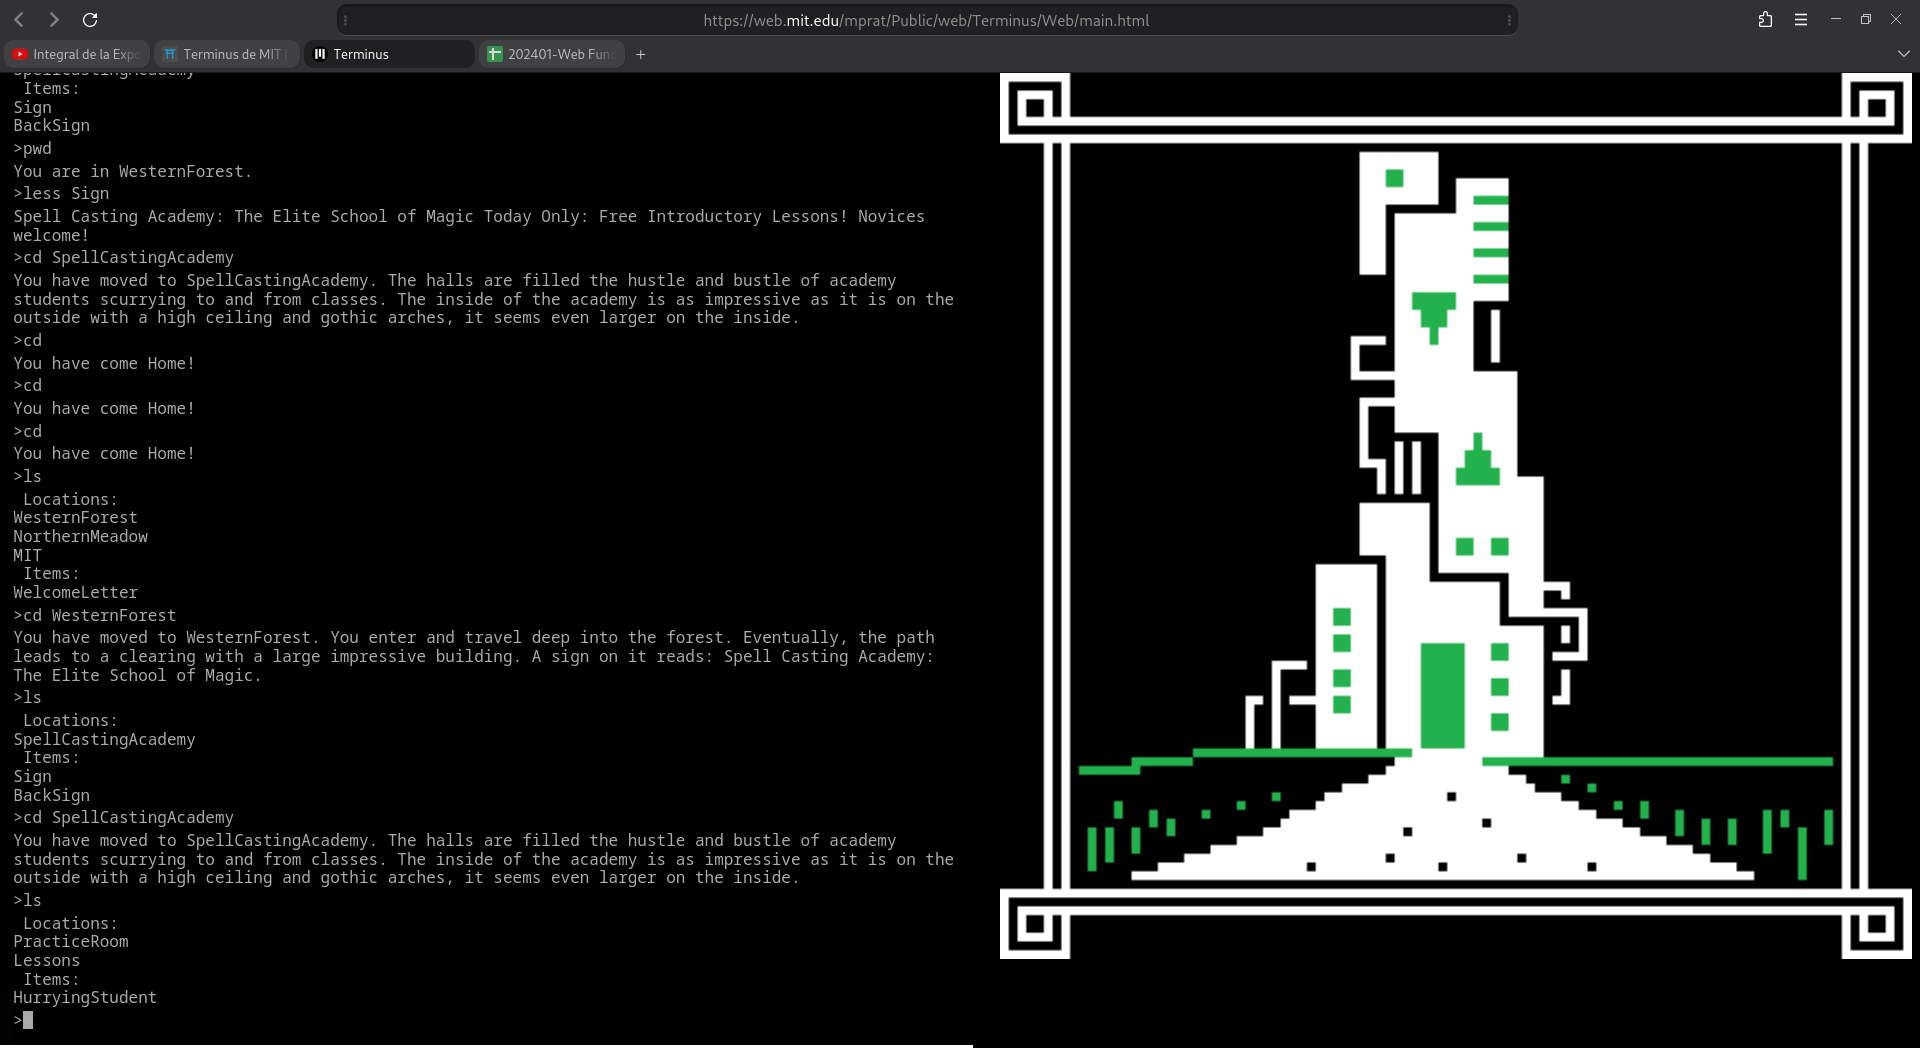 https://web.mit.edu/mprat/Public/web/Terminus/Web/main.html
Integral de la Expo
Terminus de MIT |
Terminus
202401-Web Fun
SpellCastingAcademy
Items:
Sign
BackSign
>pwd
You are in WesternForest.
>less Sign
Spell Casting Academy: The Elite School of Magic Today Only: Free Introductory Lessons! Novices
welcome!
>cd SpellCastingAcademy
You have moved to SpellCastingAcademy. The halls are filled the hustle and bustle of academy
students scurrying to and from classes. The inside of the academy is as impressive as it is on the
outside with a high ceiling and gothic arches, it seems even larger on the inside.
>cd
You have come Home!
>cd
You have come Home!
>cd
You have come Home!
>ls
Locations:
WesternForest
NorthernMeadow
MIT
Items:
WelcomeLetter
>cd WesternForest
You have moved to WesternForest. You enter and travel deep into the forest. Eventually, the path
leads to a clearing with a large impressive building. A sign on it reads: Spell Casting Academy:
The Elite School of Magic.
>ls
Locations:
SpellCastingAcademy
Items:
Sign
BackSign
>cd SpellCastingAcademy
You have moved to SpellCastingAcademy. The halls are filled the hustle and bustle of academy
students scurrying to and from classes. The inside of the academy is as impressive as it is on the
outside with a high ceiling and gothic arches, it seems even larger on the inside.
>ls
Locations:
PracticeRoom
Lessons
Items:
HurryingStudent
>